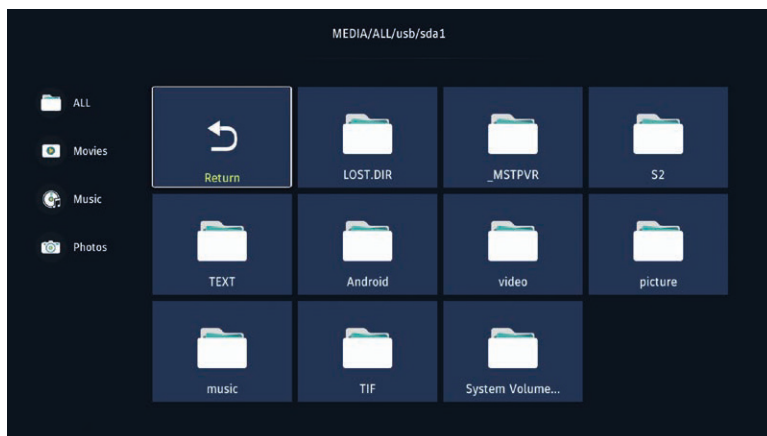 MEDIA/ALL/usb/sda1
ALL
Movies
Music
Photos
Return
LOST.DIR
_MSTPVR
S2
TEXT
Android
video
picture
music
TIF
System Volume...